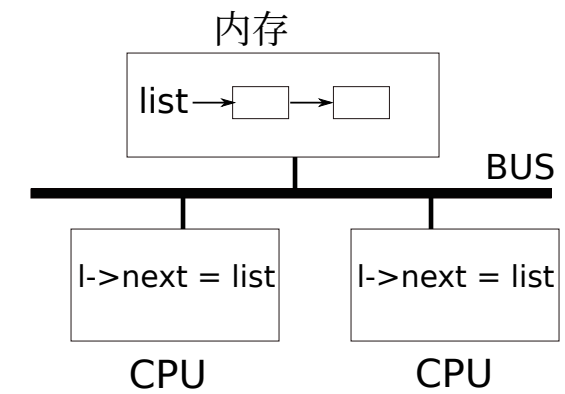 内存
list
BUS
l->next = list
l->next = list
CPU
CPU